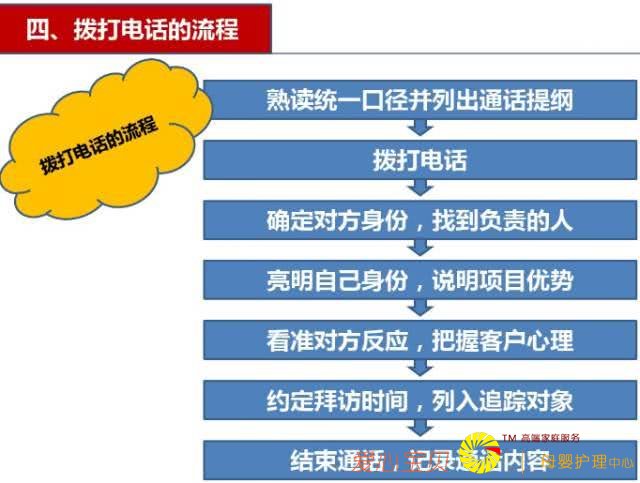 四、拨打电话的流程
拨打电话的流程
熟读统一口径并列出通话提纲
拨打电话
确定对方身份，找到负责的人
亮明自己身份，说明项目优势
看准对方反应，把握客户心理
约定拜访时间，列入追踪对象
TM 高端家庭服务
结束通话，记录通话内容
母婴护理中心